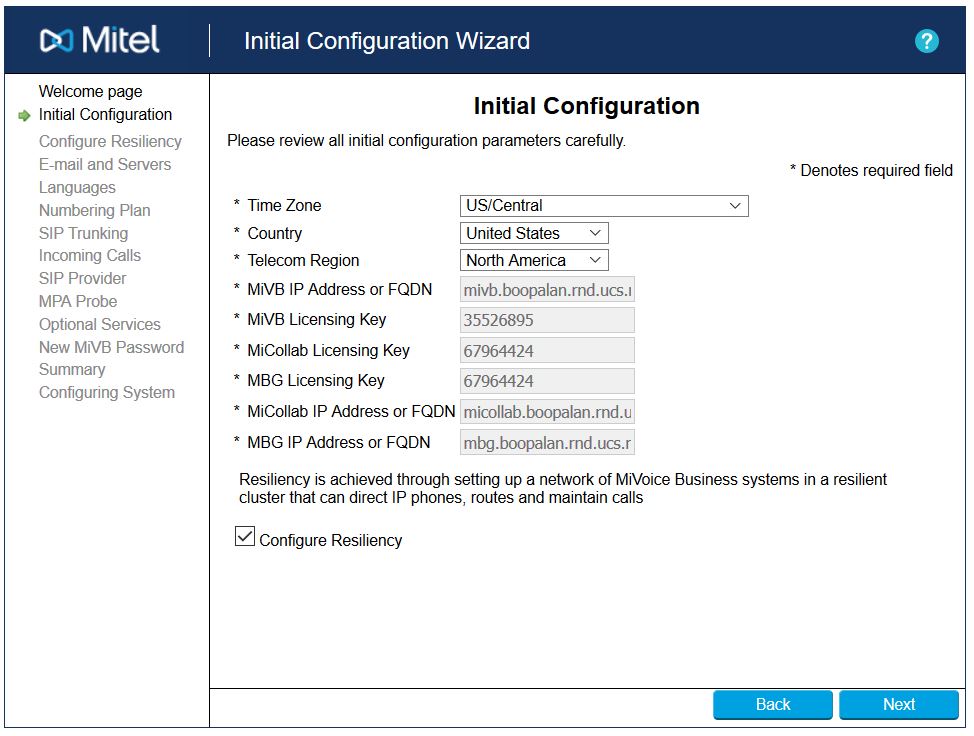 Mitel
Initial Configuration Wizard
?
Welcome page
Initial Configuration
Configure Resiliency
E-mail and Servers
Languages
Numbering Plan
SIP Trunking
Incoming Calls
SIP Provider
MPA Probe
Optional Services
New MiVB Password
Summary
Configuring System
Initial Configuration
Please review all initial configuration parameters carefully.
* Denotes required field
* Time Zone US/Central
* Country United States
* Telecom Region North America
* MiVB IP Address or FQDN mivb.boopalan.rnd.ucs.
* MiVB Licensing Key 35526895
* MiCollab Licensing Key 67964424
* MBG Licensing Key 67964424
* MiCollab IP Address or FQDN micollab.boopalan.rnd.u
* MBG IP Address or FQDN mbg.boopalan.rnd.ucs.
Resiliency is achieved through setting up a network of MiVoice Business systems in a resilient
cluster that can direct IP phones, routes and maintain calls
Configure Resiliency
Back Next